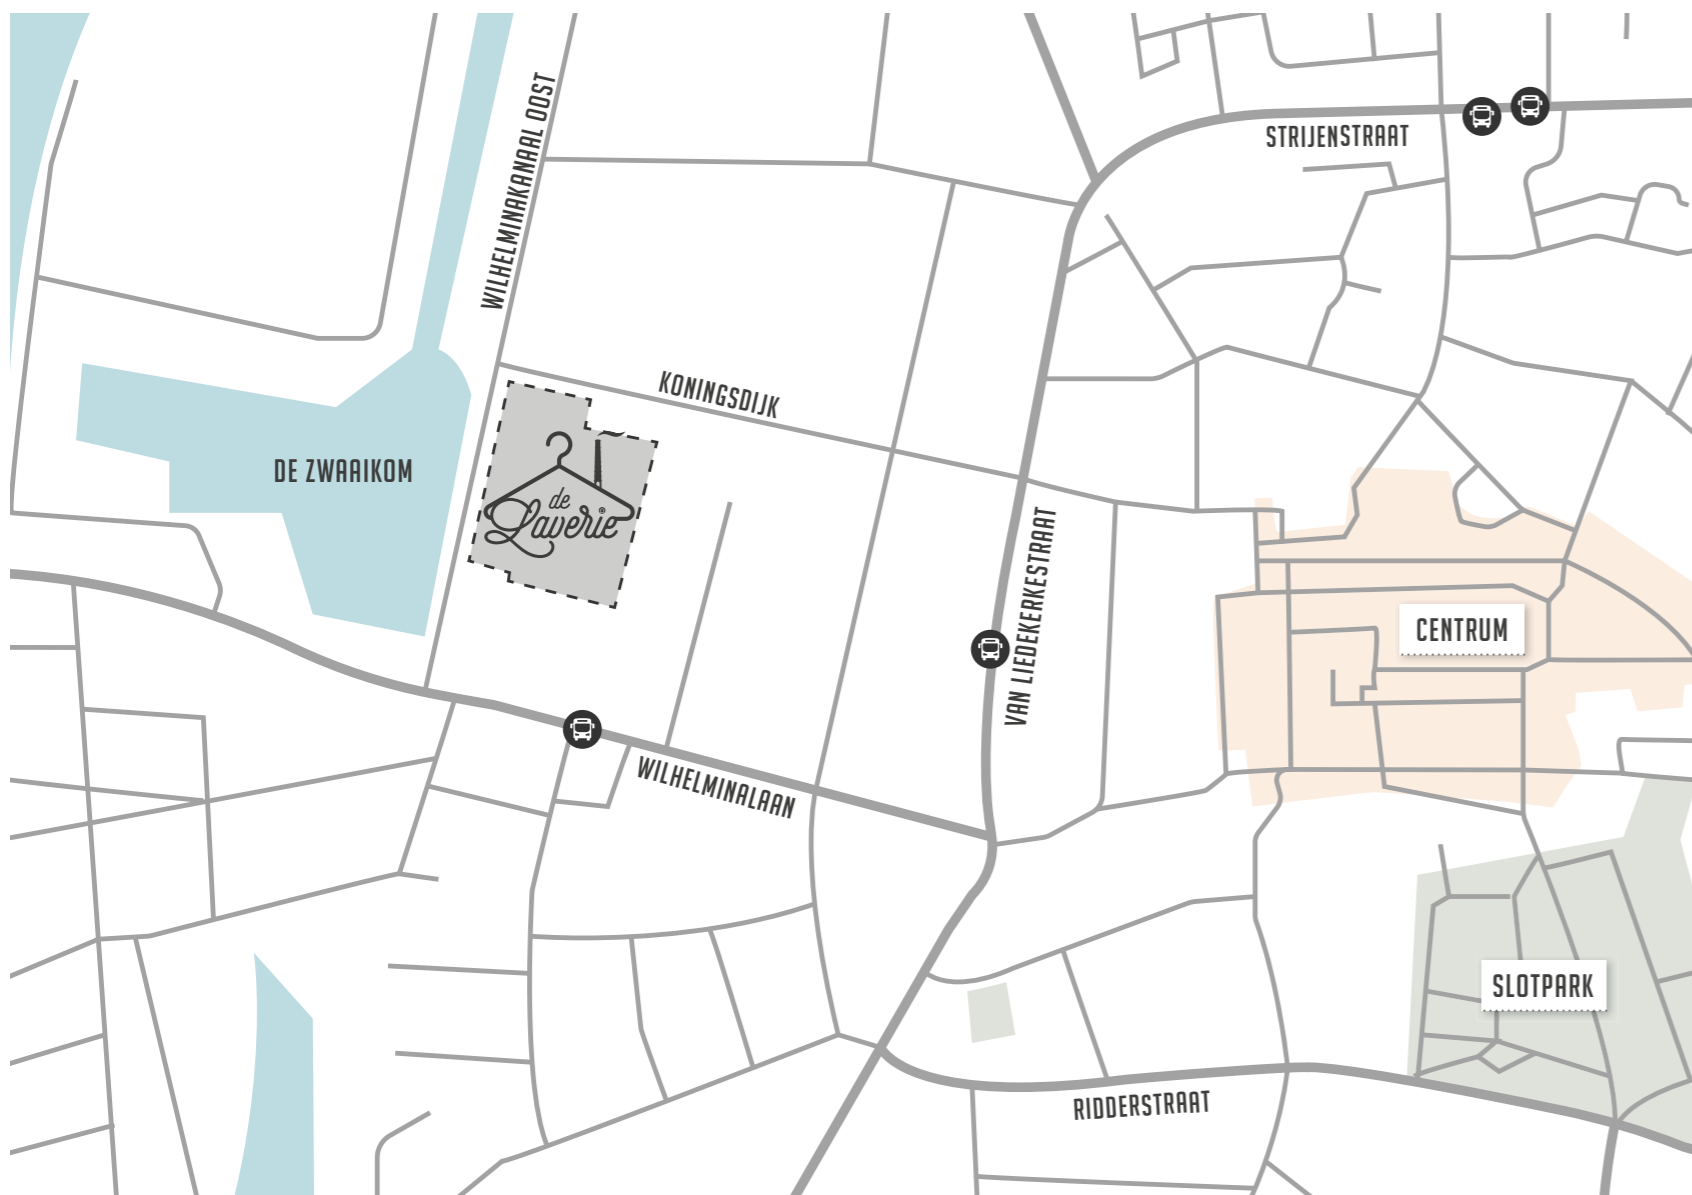 WILHELMINAKANAAL OOST
STRIJENSTRAAT
KONINGSDIJK
DE ZWAAIKOM
de
Laverie
VAN LIEDEKERKESTRAAT
CENTRUM
WILHELMINALAAN
SLOTPARK
RIDDERSTRAAT